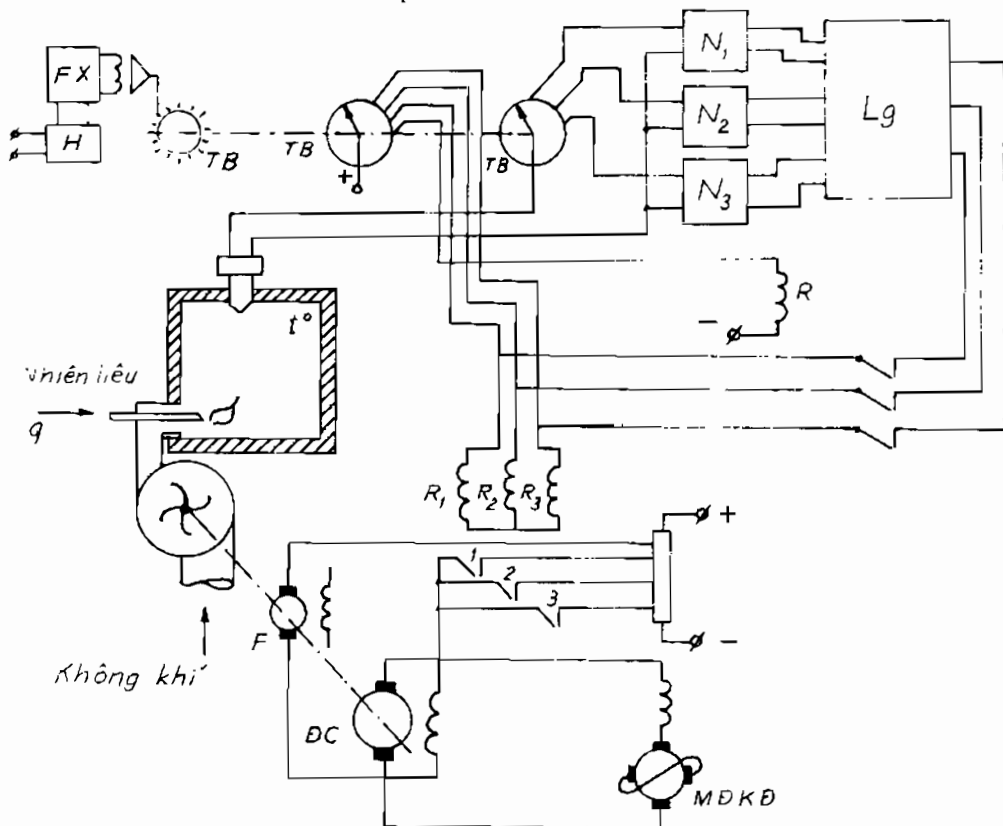 FX
H
TB
TB
+
TB
N1
N2
N3
Lg
t°
R
−
nhiên liệu
q
R1
R2
R3
+
1
2
3
−
F
Không khí
ĐC
MĐKĐ